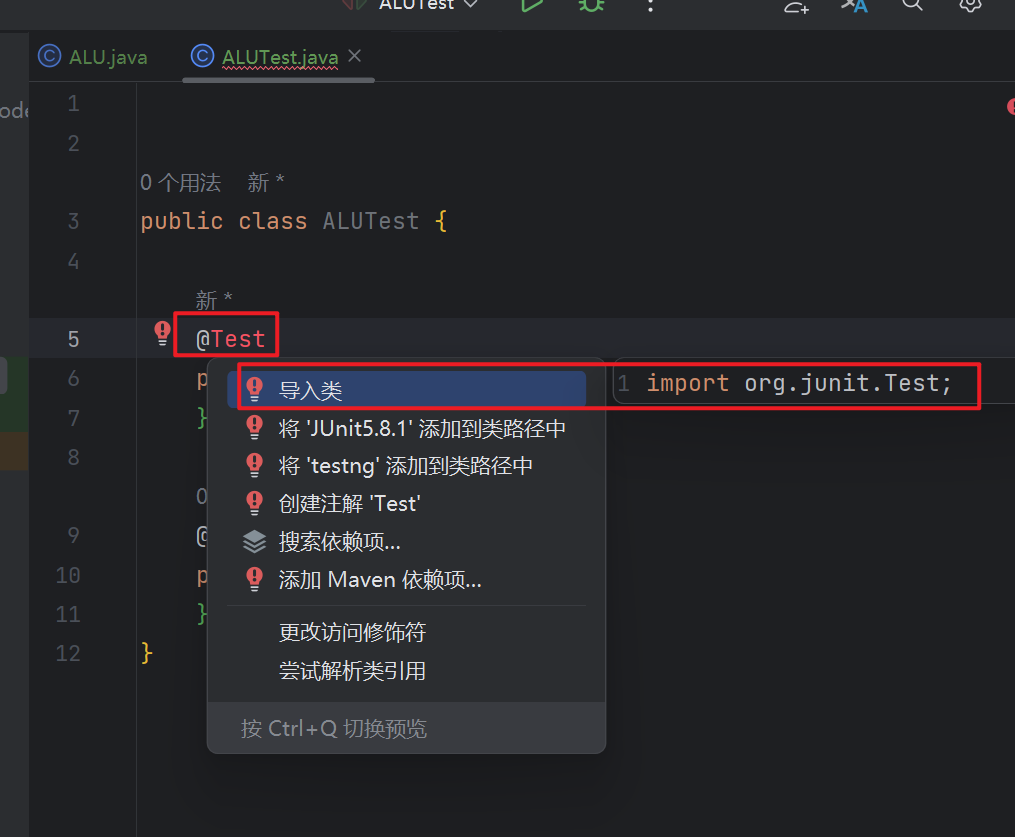 ALUTest
ALU.java
ALUTest.java
ode
1
2
0 个用法 新 *
3 public class ALUTest {
4
新 *
5 @Test
6 p
导入类
1 import org.junit.Test;
7 }
将 'JUnit5.8.1' 添加到类路径中
8
将 'testng' 添加到类路径中
0
创建注解 'Test'
9 @
搜索依赖项...
10 p
添加 Maven 依赖项...
11 }
更改访问修饰符
12 }
尝试解析类引用
按 Ctrl+Q 切换预览